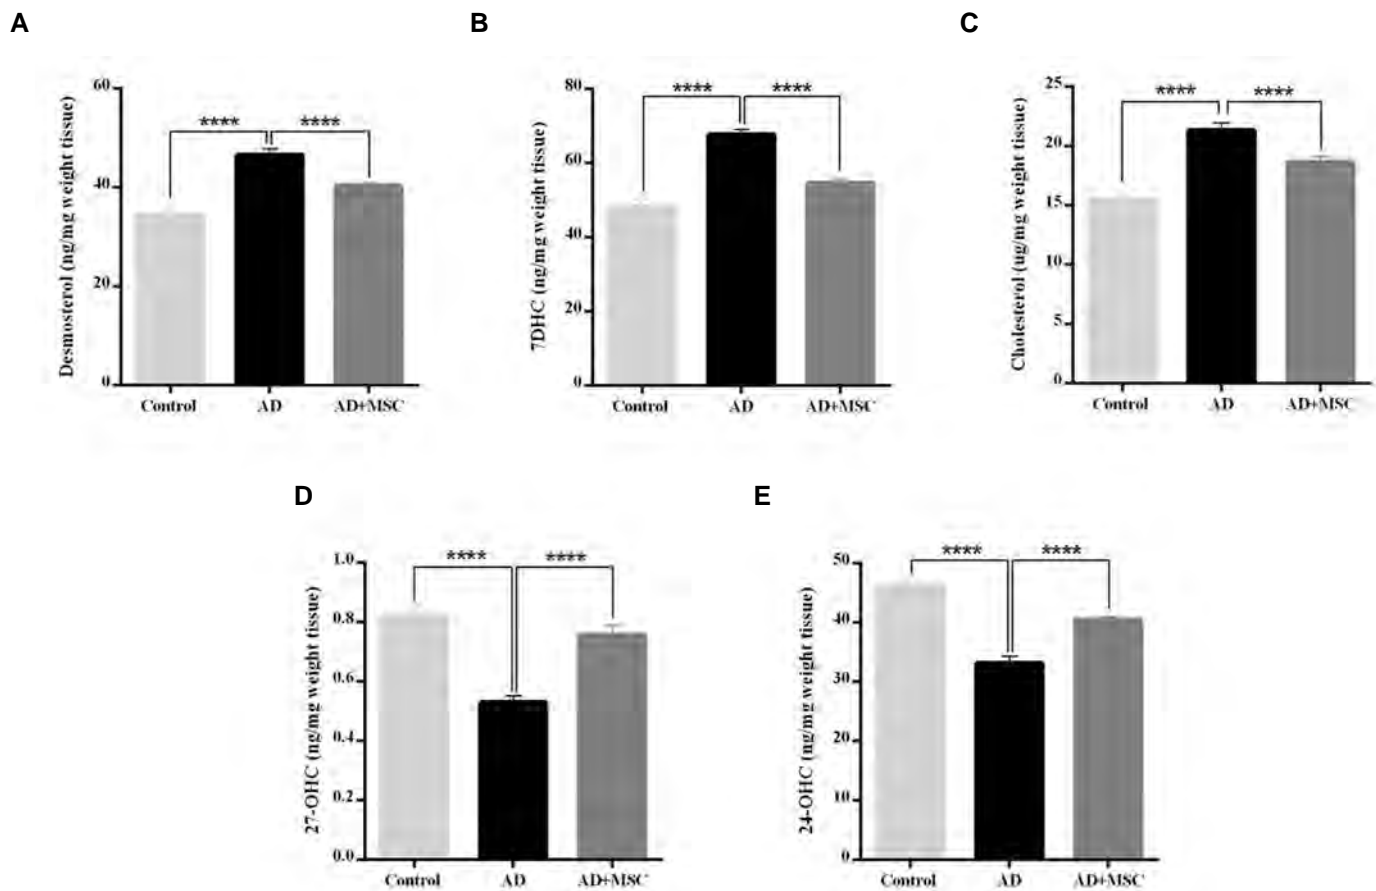 A
B
C
Desmosterol (ng/mg weight tissue)
60
40
20
0
****
****
Control
AD
AD+MSC
7DHC (ng/mg weight tissue)
80
60
40
20
0
****
****
Control
AD
AD+MSC
Cholesterol (ug/mg weight tissue)
25
20
15
10
5
0
****
****
Control
AD
AD+MSC
D
E
27-OHC (ng/mg weight tissue)
1.0
0.8
0.6
0.4
0.2
0.0
****
****
Control
AD
AD+MSC
24-OHC (ng/mg weight tissue)
50
40
30
20
10
0
****
****
Control
AD
AD+MSC